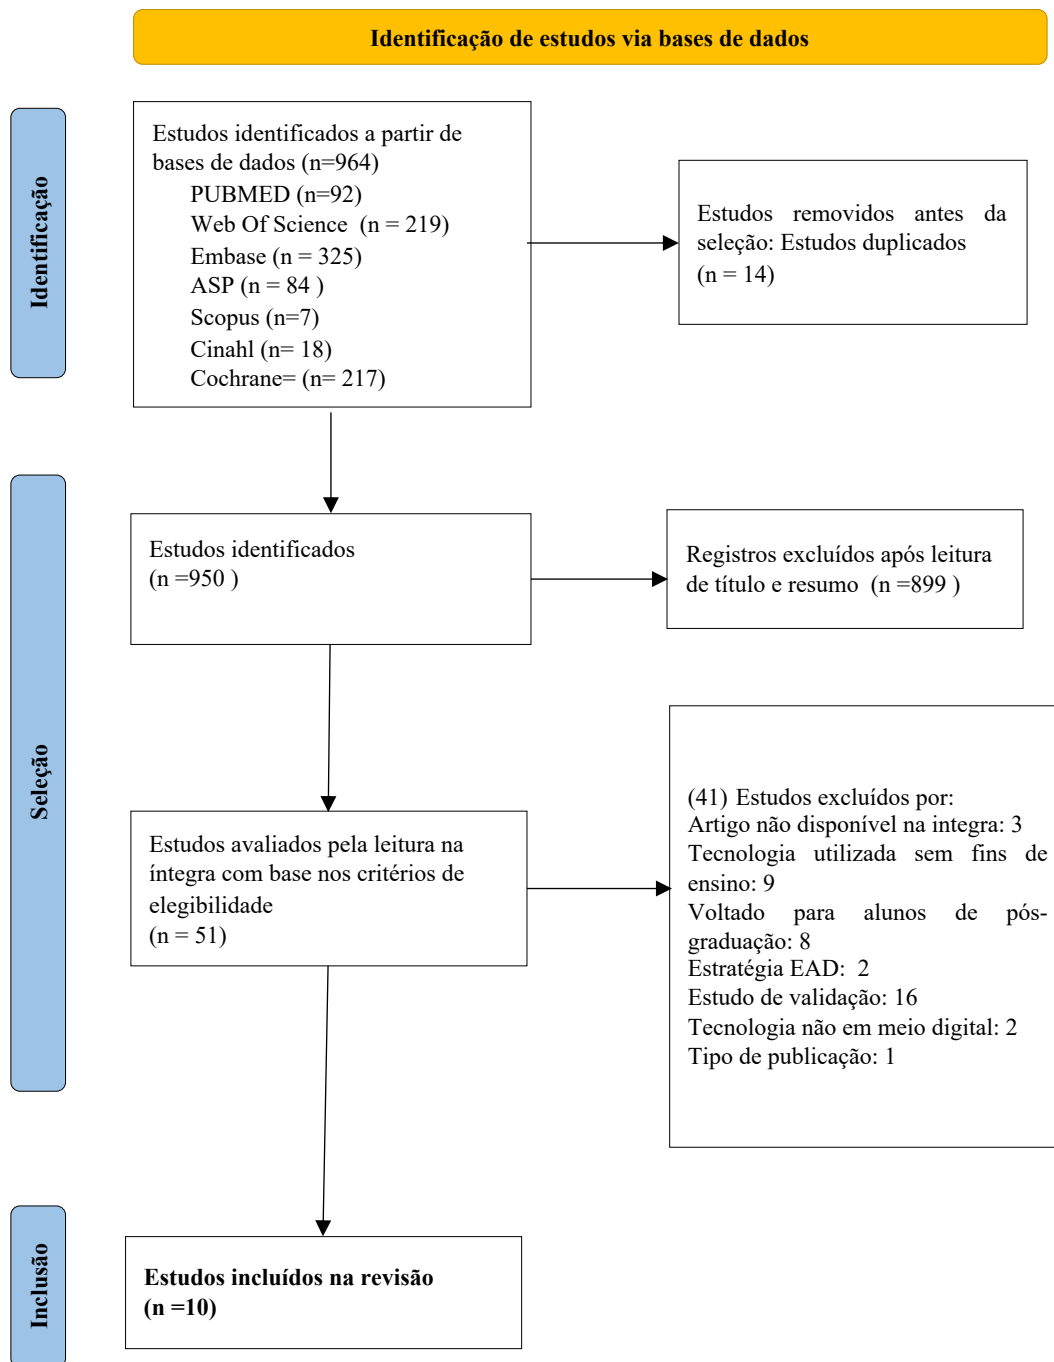 Identificação de estudos via bases de dados
Identificação
Estudos identificados a partir de
bases de dados (n=964)
PUBMED (n=92)
Web Of Science (n = 219)
Embase (n = 325)
ASP (n = 84 )
Scopus (n=7)
Cinahl (n= 18)
Cochrane= (n= 217)
Estudos removidos antes da
seleção: Estudos duplicados
(n = 14)
Seleção
Estudos identificados
(n =950 )
Registros excluídos após leitura
de título e resumo (n =899 )
Estudos avaliados pela leitura na
íntegra com base nos critérios de
elegibilidade
(n = 51)
(41) Estudos excluídos por:
Artigo não disponível na integra: 3
Tecnologia utilizada sem fins de
ensino: 9
Voltado para alunos de pós-
graduação: 8
Estratégia EAD: 2
Estudo de validação: 16
Tecnologia não em meio digital: 2
Tipo de publicação: 1
Inclusão
Estudos incluídos na revisão
(n =10)